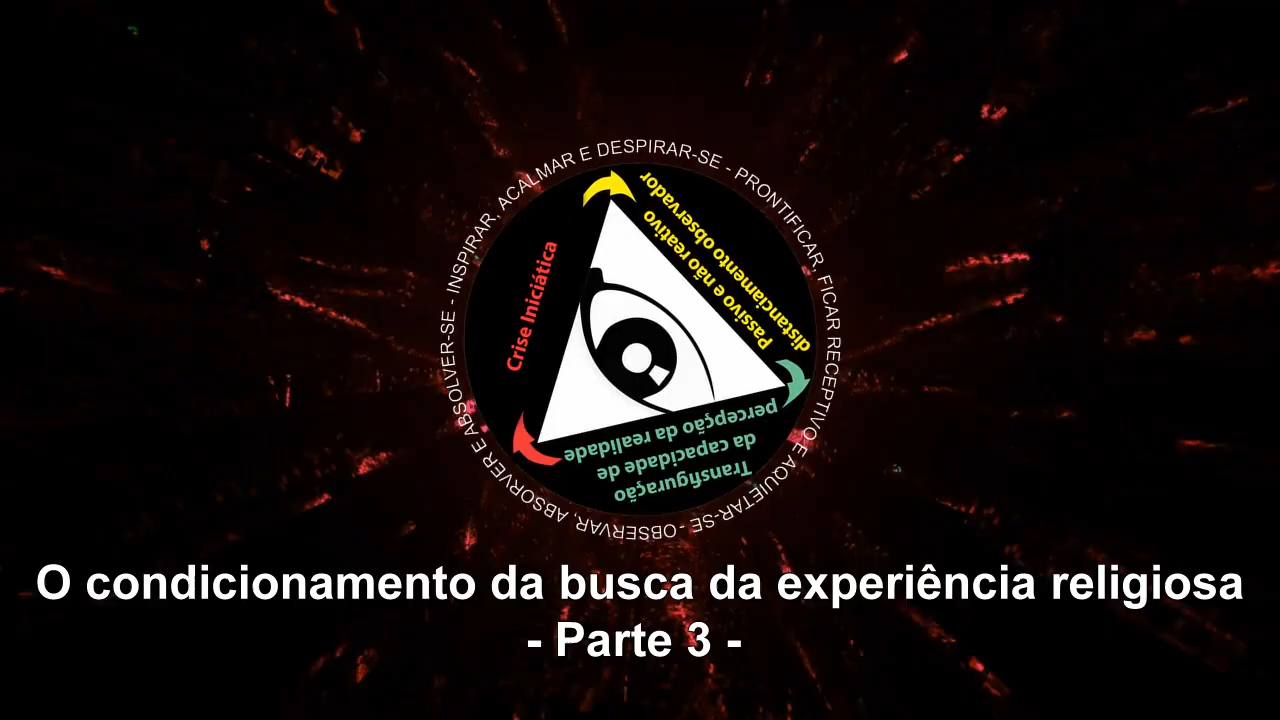 INSPIRAR, ACALMAR E DESPIRAR-SE - PRONTIFICAR, FICAR RECEPTIVO E AQUIETAR-SE - OBSERVAR, ABSORVER E ABSOLVER-SE -
Crise Iniciática
Passivo e não reativo
distanciamento observador
Transfiguração
da capacidade de
percepção da realidade
O condicionamento da busca da experiência religiosa
- Parte 3 -